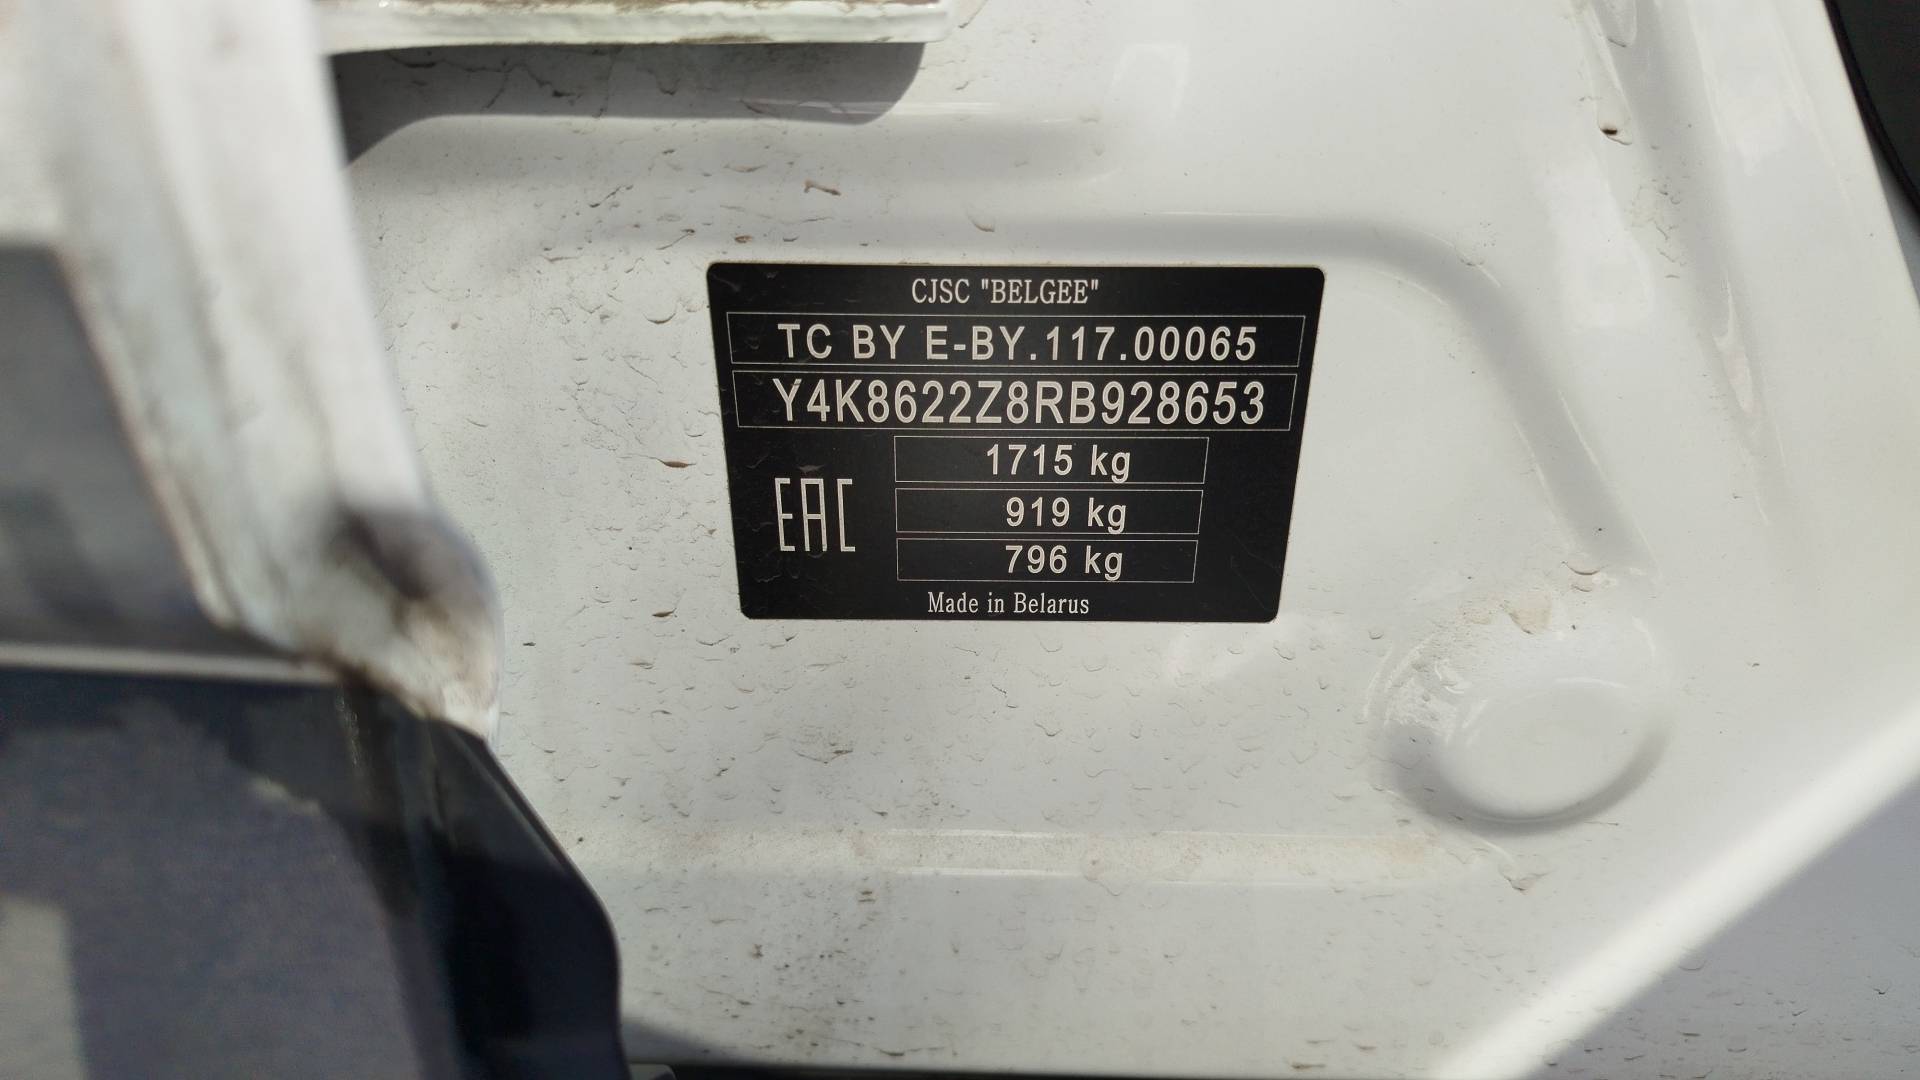 CJSC "BELGEE"
TC BY E-BY.117.00065
Y4K8622Z8RB928653
1715 kg
919 kg
EAC
796 kg
Made in Belarus